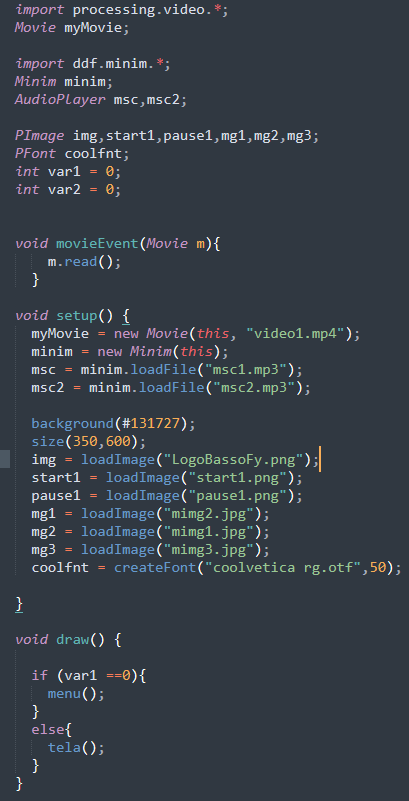 import processing.video.*;
Movie myMovie;
import ddf.minim.*;
Minim minim;
AudioPlayer msc,msc2;
PImage img,start1,pause1,mg1,mg2,mg3;
PFont coolfnt;
int var1 = 0;
int var2 = 0;
void movieEvent(Movie m){
m.read();
}
void setup() {
myMovie = new Movie(this, "video1.mp4");
minim = new Minim(this);
msc = minim.loadFile("msc1.mp3");
msc2 = minim.loadFile("msc2.mp3");
background(#131727);
size(350,600);
img = loadImage("LogoBassoFy.png");
start1 = loadImage("start1.png");
pause1 = loadImage("pause1.png");
mg1 = loadImage("mimg2.jpg");
mg2 = loadImage("mimg1.jpg");
mg3 = loadImage("mimg3.jpg");
coolfnt = createFont("coolvetica rg.otf",50);
}
void draw() {
if (var1 ==0){
menu();
}
else{
tela();
}
}